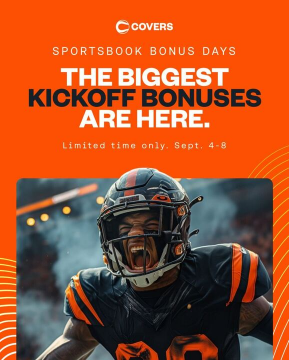 COVERS
SPORTSBOOK BONUS DAYS
THE BIGGEST
KICKOFF BONUSES
ARE HERE.
Limited time only. Sept. 4-8